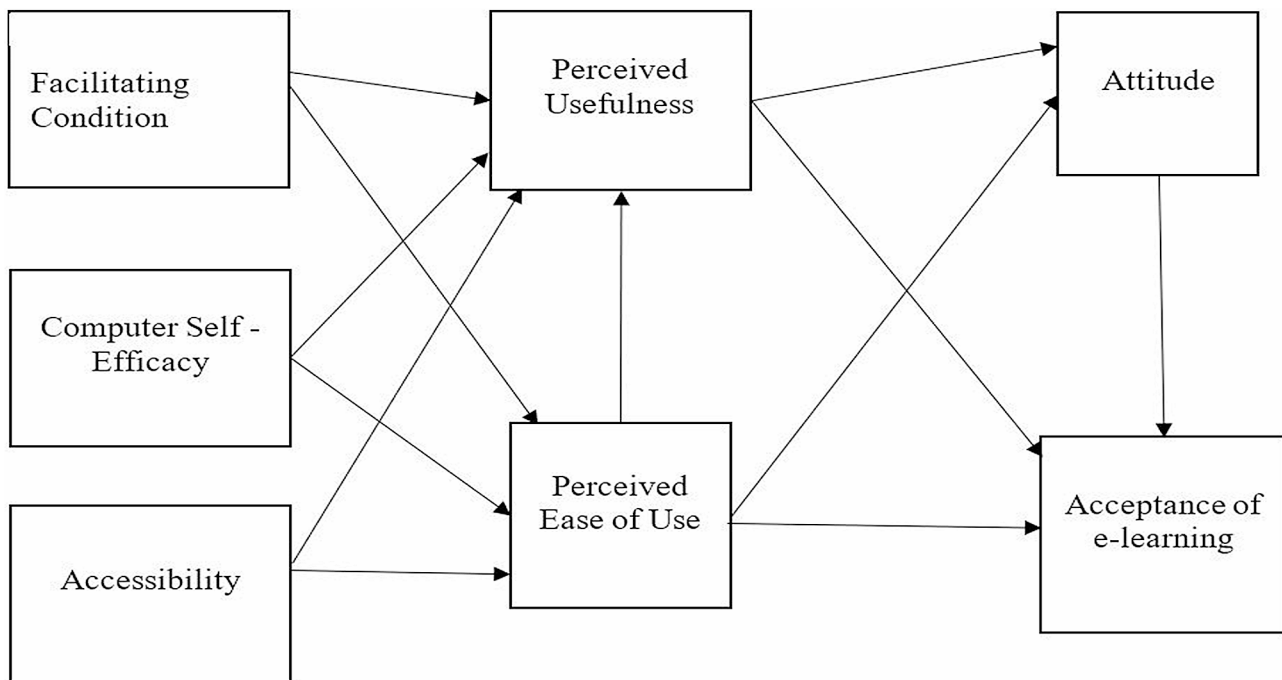 Facilitating
Condition
Perceived
Usefulness
Attitude
Computer Self -
Efficacy
Perceived
Ease of Use
Acceptance of
e-learning
Accessibility